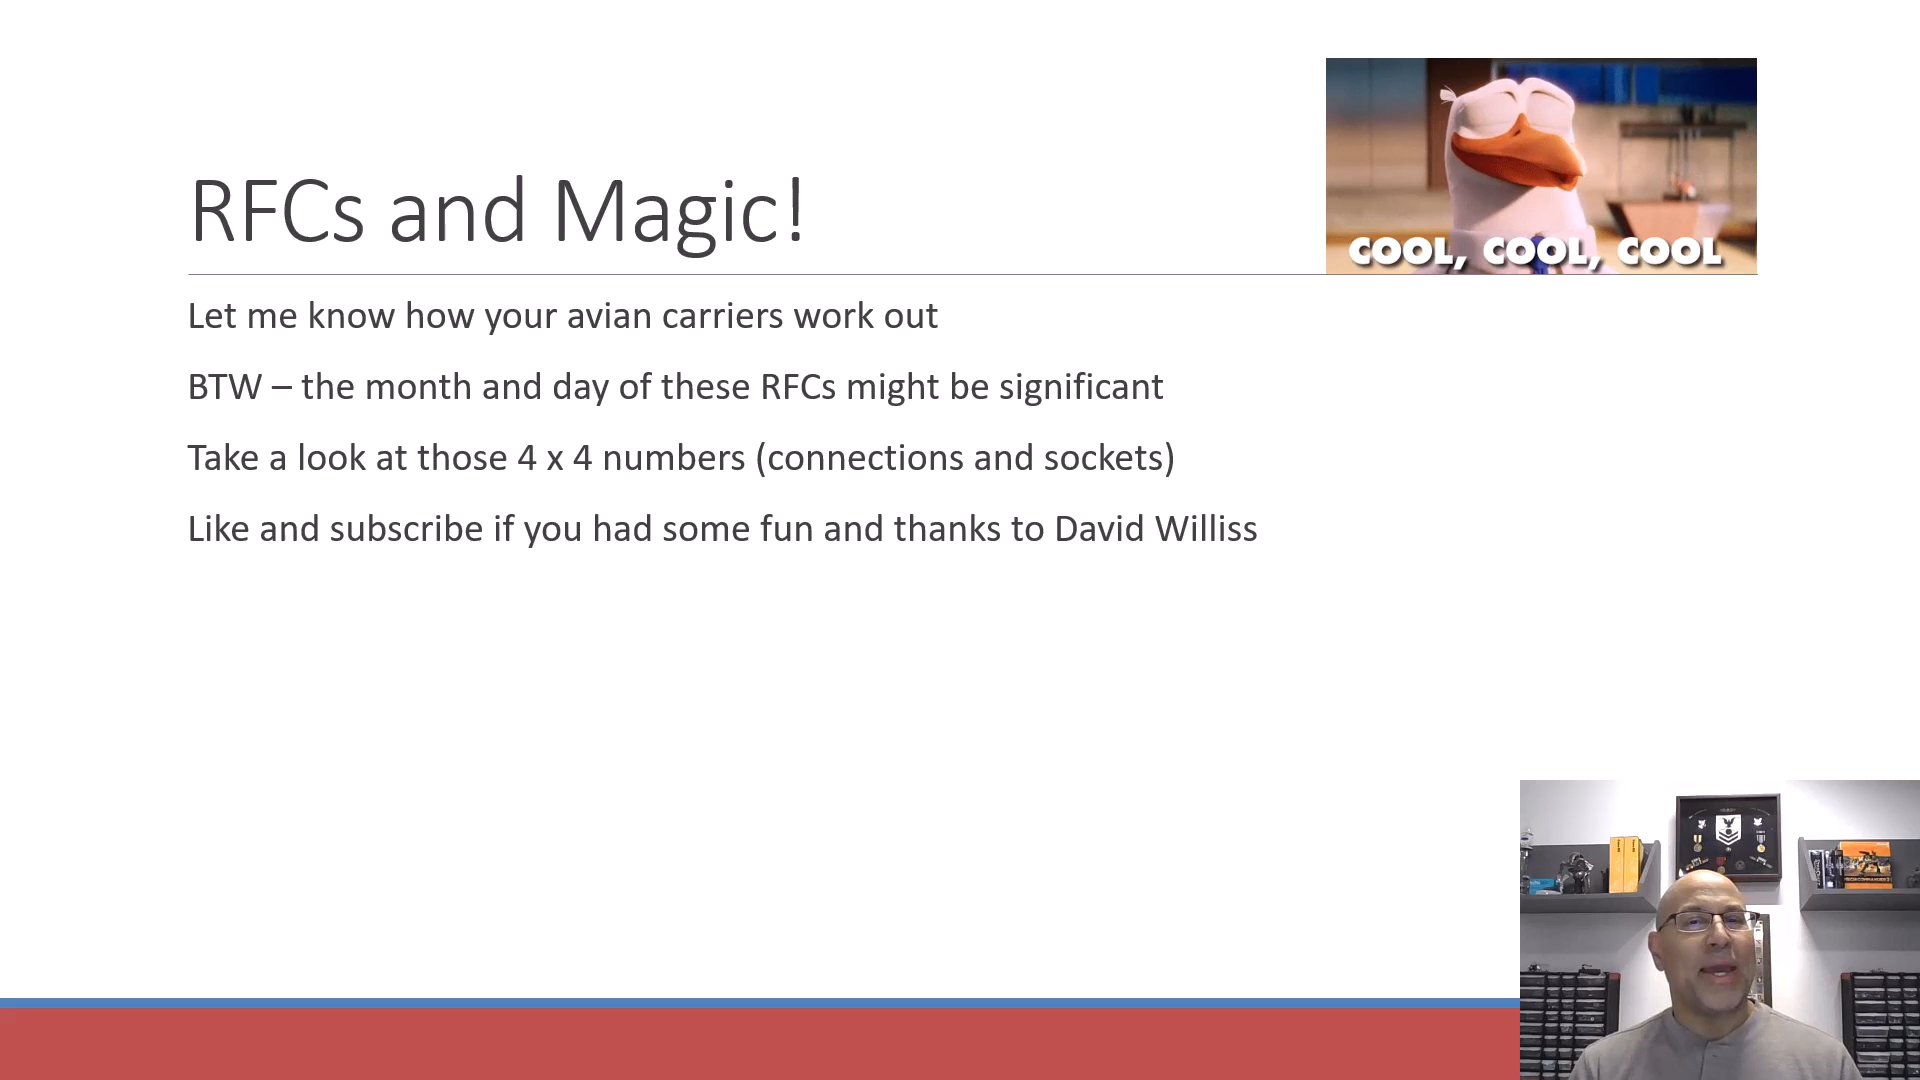 RFCs and Magic!
COOL, COOL, COOL
Let me know how your avian carriers work out
BTW – the month and day of these RFCs might be significant
Take a look at those 4 x 4 numbers (connections and sockets)
Like and subscribe if you had some fun and thanks to David Williss